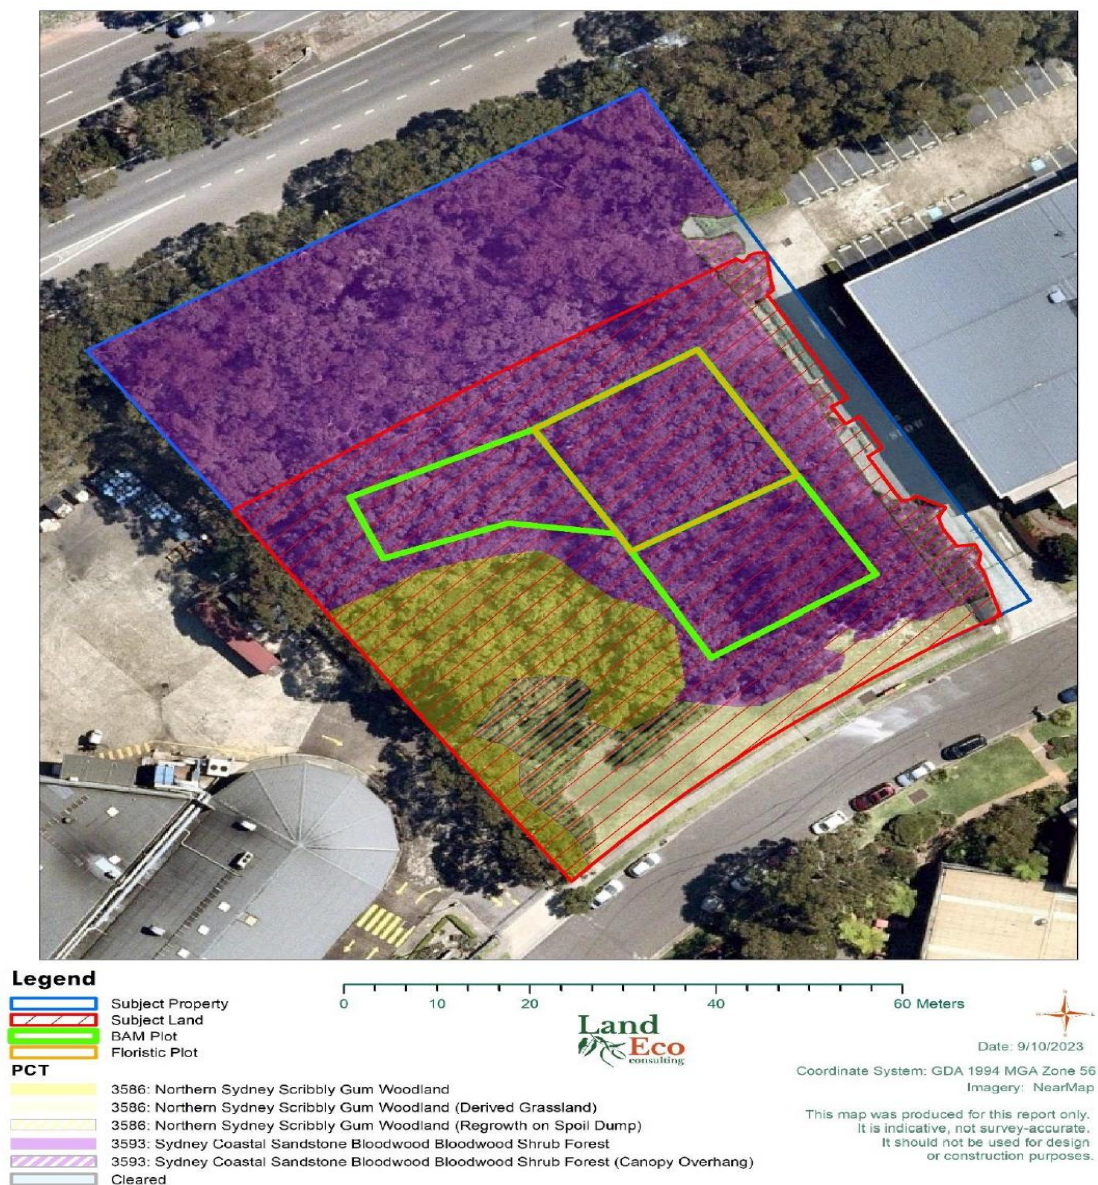 Legend
Subject Property
Subject Land
BAM Plot
Floristic Plot
PCT
3586: Northern Sydney Scribbly Gum Woodland
3586: Northern Sydney Scribbly Gum Woodland (Derived Grassland)
3586: Northern Sydney Scribbly Gum Woodland (Regrowth on Spoil Dump)
3593: Sydney Coastal Sandstone Bloodwood Bloodwood Shrub Forest
3593: Sydney Coastal Sandstone Bloodwood Bloodwood Shrub Forest (Canopy Overhang)
Cleared
0 10 20 40 60 Meters
Land
Eco
consulting
Date: 9/10/2023
Coordinate System: GDA 1994 MGA Zone 56
Imagery: NearMap
This map was produced for this report only.
It is indicative, not survey-accurate.
It should not be used for design
or construction purposes.